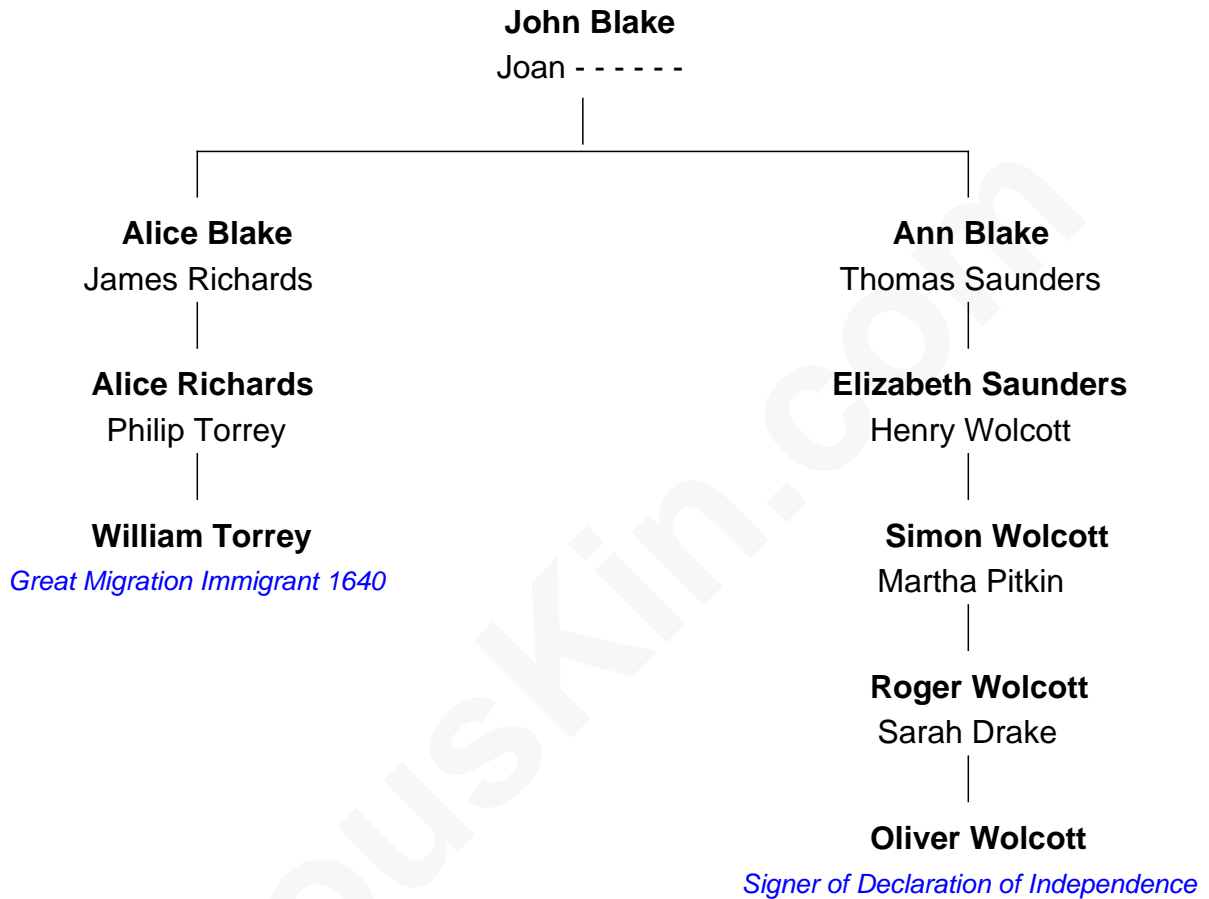 John Blake
Joan - - - - - -
Alice Blake
James Richards
Alice Richards
Philip Torrey
William Torrey
Great Migration Immigrant 1640
Ann Blake
Thomas Saunders
Elizabeth Saunders
Henry Wolcott
Simon Wolcott
Martha Pitkin
Roger Wolcott
Sarah Drake
Oliver Wolcott
Signer of Declaration of Independence
ousKin.com